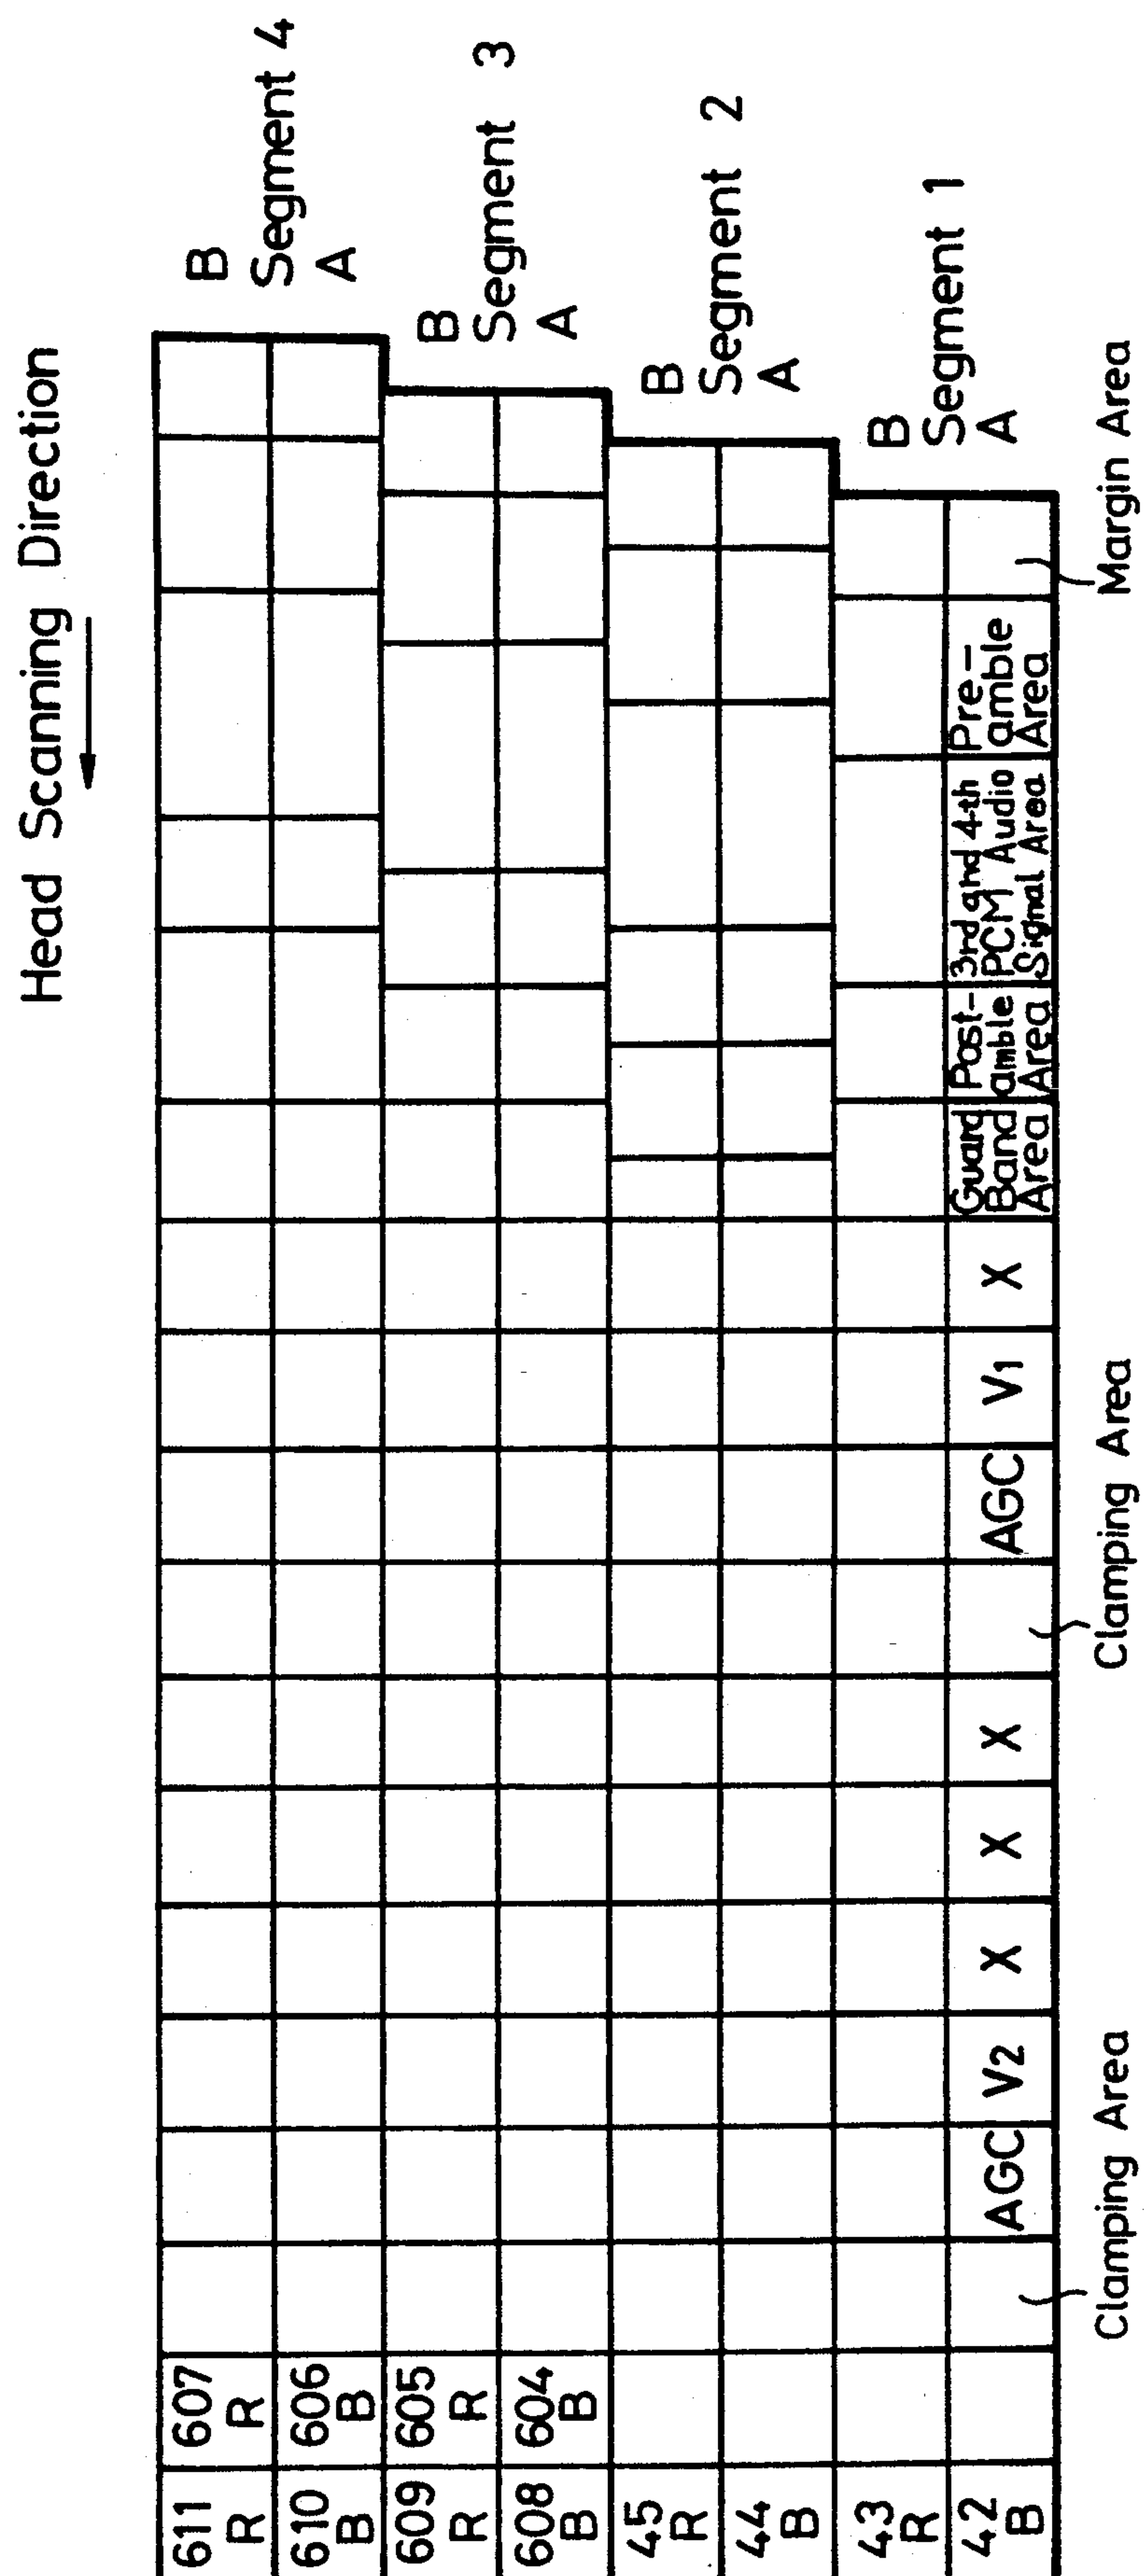 Head Scanning Direction
611
R
607
R
B
Segment 4
610
B
606
B
A
609
R
605
R
B
Segment 3
608
B
604
B
A
45
R
B
Segment 2
44
B
A
43
R
B
Segment 1
42
B
AGC
V2
X
X
X
AGC
V1
X
Guard
Band
Area
Post-
amble
Area
3rd and 4th
PCM Audio
Signal Area
Pre-
amble
Area
A
Clamping Area
Clamping Area
Margin Area